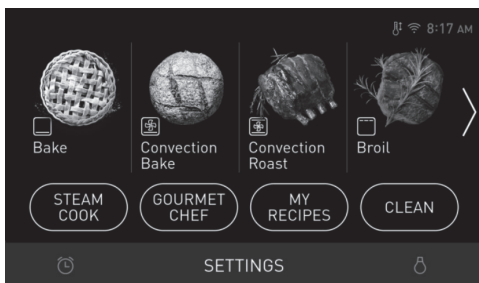 8:17 AM
Bake
Convection
Bake
Convection
Roast
Broil
STEAM
COOK
GOURMET
CHEF
MY
RECIPES
CLEAN
SETTINGS